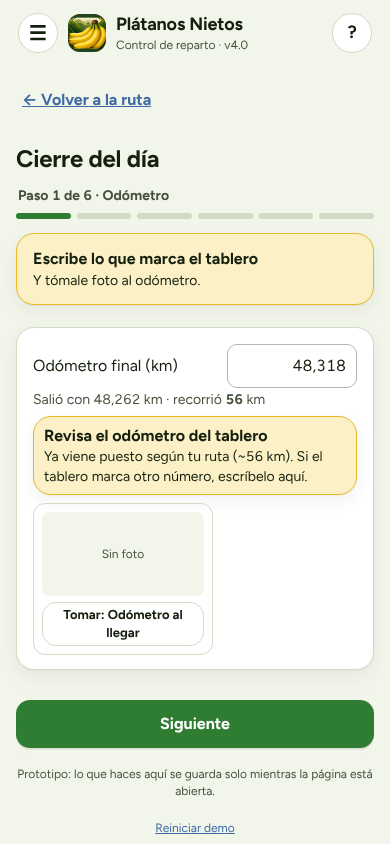 ☰
Plátanos Nietos
Control de reparto · v4.0
?
← Volver a la ruta
Cierre del día
Paso 1 de 6 · Odómetro
Escribe lo que marca el tablero
Y tómale foto al odómetro.
Odómetro final (km)
48,318
Salió con 48,262 km · recorrió 56 km
Revisa el odómetro del tablero
Ya viene puesto según tu ruta (~56 km). Si el
tablero marca otro número, escríbelo aquí.
Sin foto
Tomar: Odómetro al
llegar
Siguiente
Prototipo: lo que haces aquí se guarda solo mientras la página está
abierta.
Reiniciar demo